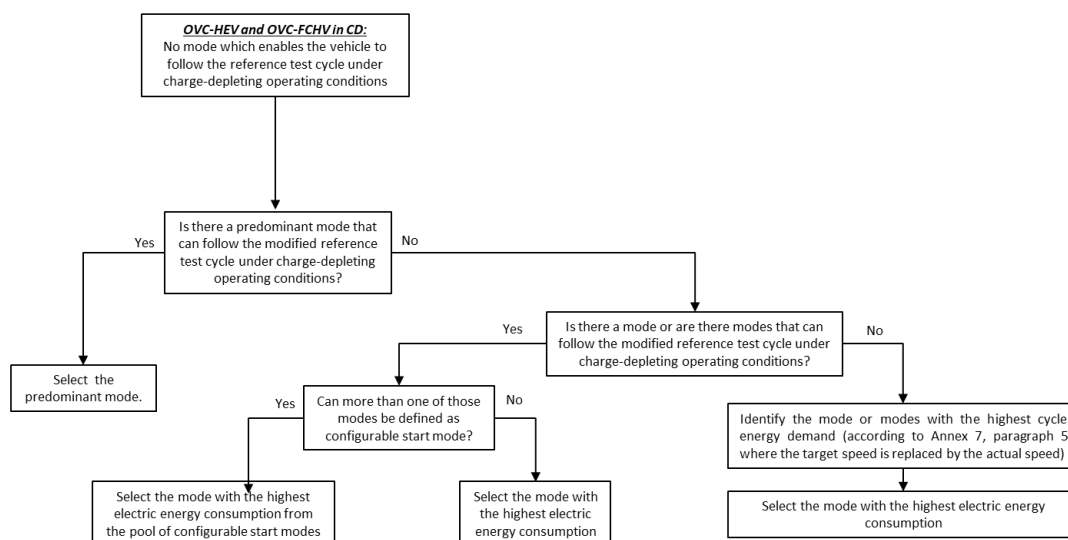 OVC-HEV and OVC-FCHV in CD:
No mode which enables the vehicle to
follow the reference test cycle under
charge-depleting operating conditions
Is there a predominant mode that
can follow the modified reference
test cycle under charge-depleting
operating conditions?
Yes
No
Select the
predominant mode.
Is there a mode or are there modes that can
follow the modified reference test cycle under
charge-depleting operating conditions?
Yes
No
Can more than one of those
modes be defined as
configurable start mode?
Yes
No
Select the mode with the highest
electric energy consumption from
the pool of configurable start modes
Select the mode with
the highest electric
energy consumption
Identify the mode or modes with the highest cycle
energy demand (according to Annex 7, paragraph 5
where the target speed is replaced by the actual speed)
Select the mode with the highest electric energy
consumption